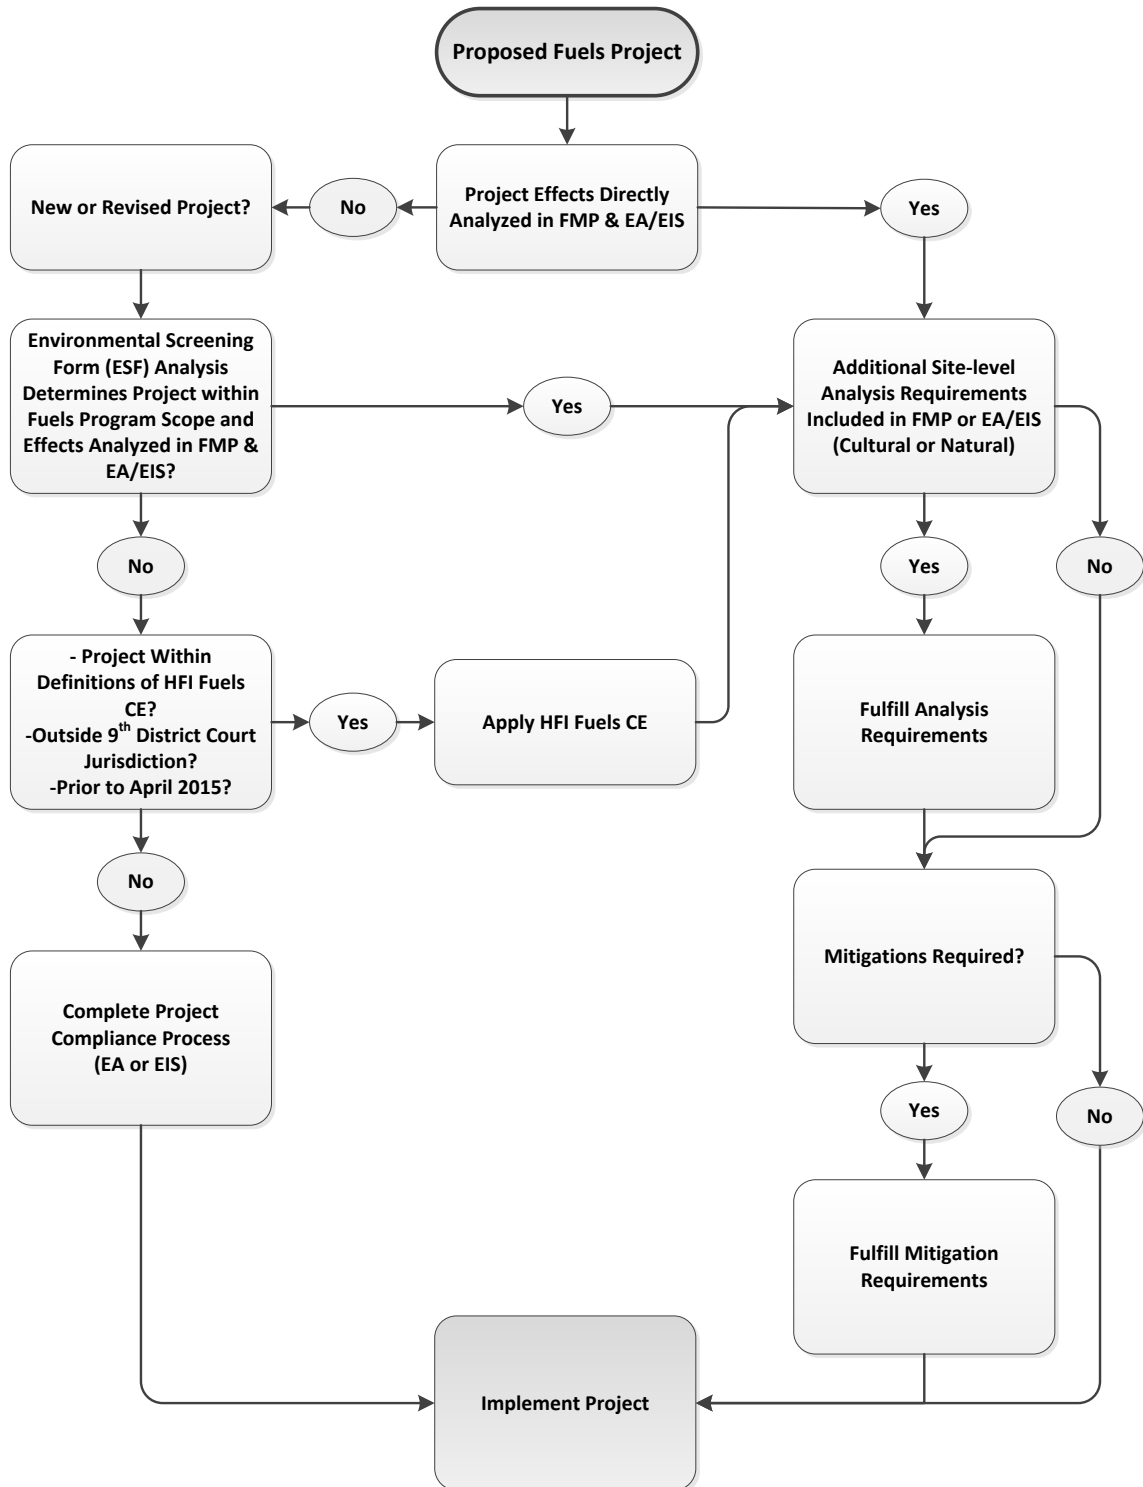 Proposed Fuels Project
New or Revised Project?
No
Project Effects Directly
Analyzed in FMP & EA/EIS
Yes
Environmental Screening
Form (ESF) Analysis
Determines Project within
Fuels Program Scope and
Effects Analyzed in FMP &
EA/EIS?
Yes
Additional Site-level
Analysis Requirements
Included in FMP or EA/EIS
(Cultural or Natural)
No
Yes
No
- Project Within
Definitions of HFI Fuels
CE?
-Outside 9th District Court
Jurisdiction?
-Prior to April 2015?
Yes
Apply HFI Fuels CE
Fulfill Analysis
Requirements
No
Mitigations Required?
Complete Project
Compliance Process
(EA or EIS)
Yes
No
Fulfill Mitigation
Requirements
Implement Project